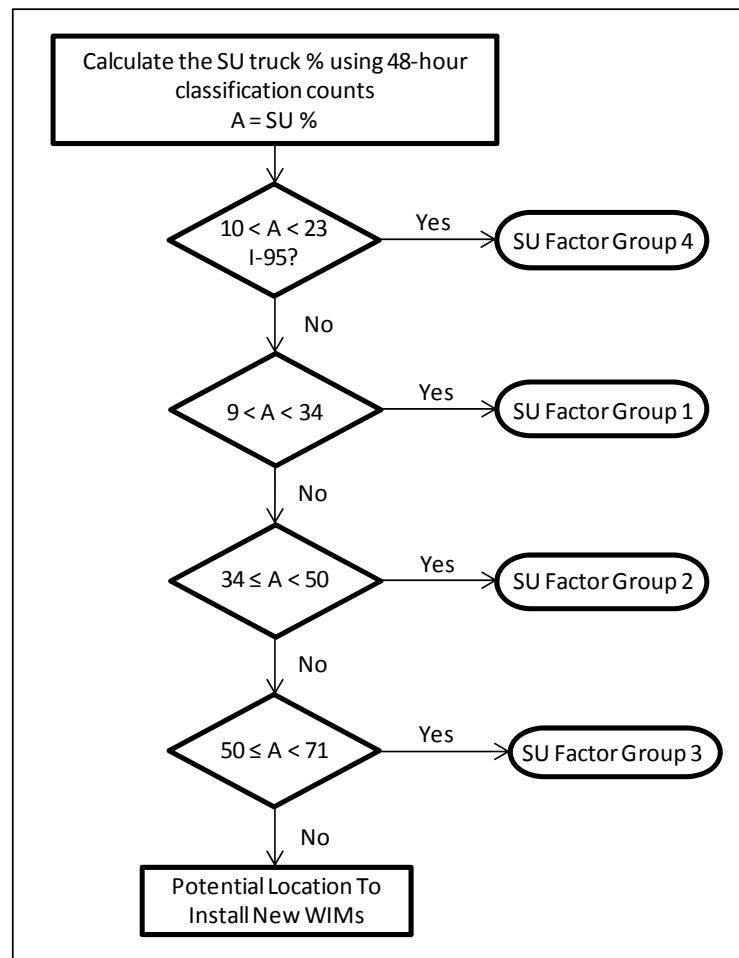 Calculate the SU truck % using 48-hour
classification counts
A = SU %
10 < A < 23
I-95?
Yes
SU Factor Group 4
No
9 < A < 34
Yes
SU Factor Group 1
No
34 ≤ A < 50
Yes
SU Factor Group 2
No
50 ≤ A < 71
Yes
SU Factor Group 3
No
Potential Location To
Install New WIMs